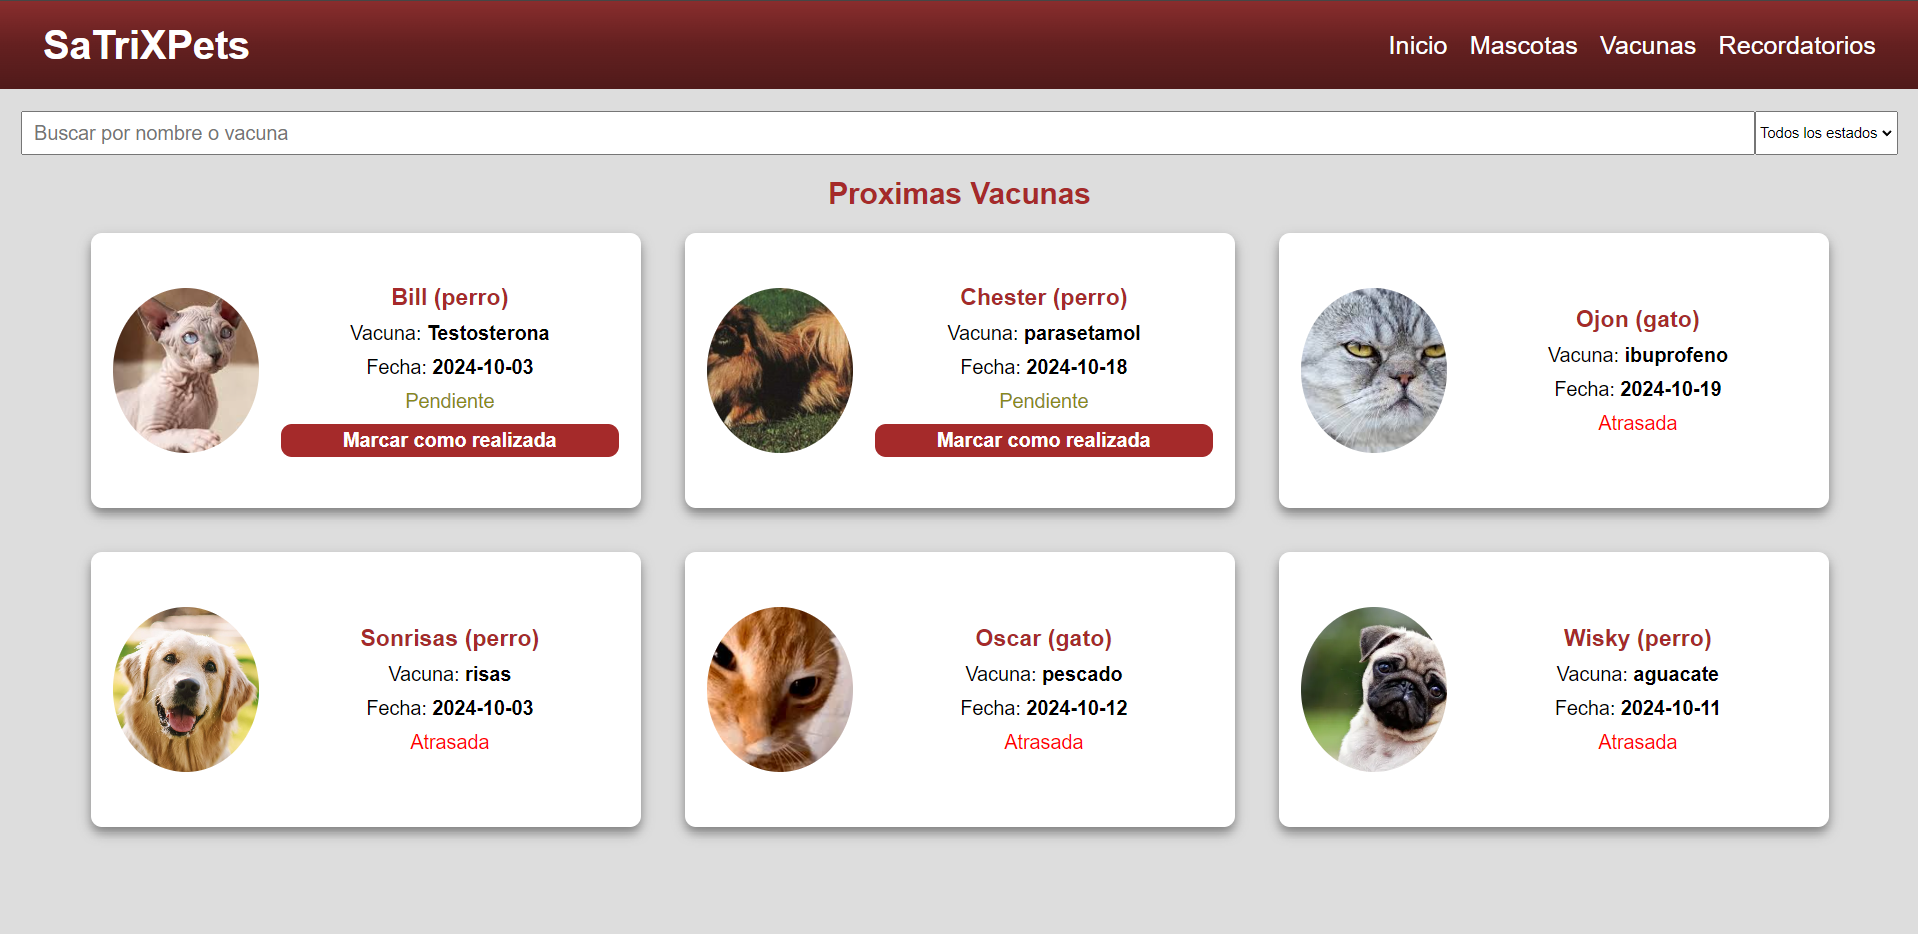 SaTriXPets
Inicio Mascotas Vacunas Recordatorios
Buscar por nombre o vacuna
Todos los estados
Proximas Vacunas
Bill (perro)
Vacuna: Testosterona
Fecha: 2024-10-03
Pendiente
Marcar como realizada
Chester (perro)
Vacuna: parasetamol
Fecha: 2024-10-18
Pendiente
Marcar como realizada
Ojon (gato)
Vacuna: ibuprofeno
Fecha: 2024-10-19
Atrasada
Sonrisas (perro)
Vacuna: risas
Fecha: 2024-10-03
Atrasada
Oscar (gato)
Vacuna: pescado
Fecha: 2024-10-12
Atrasada
Wisky (perro)
Vacuna: aguacate
Fecha: 2024-10-11
Atrasada